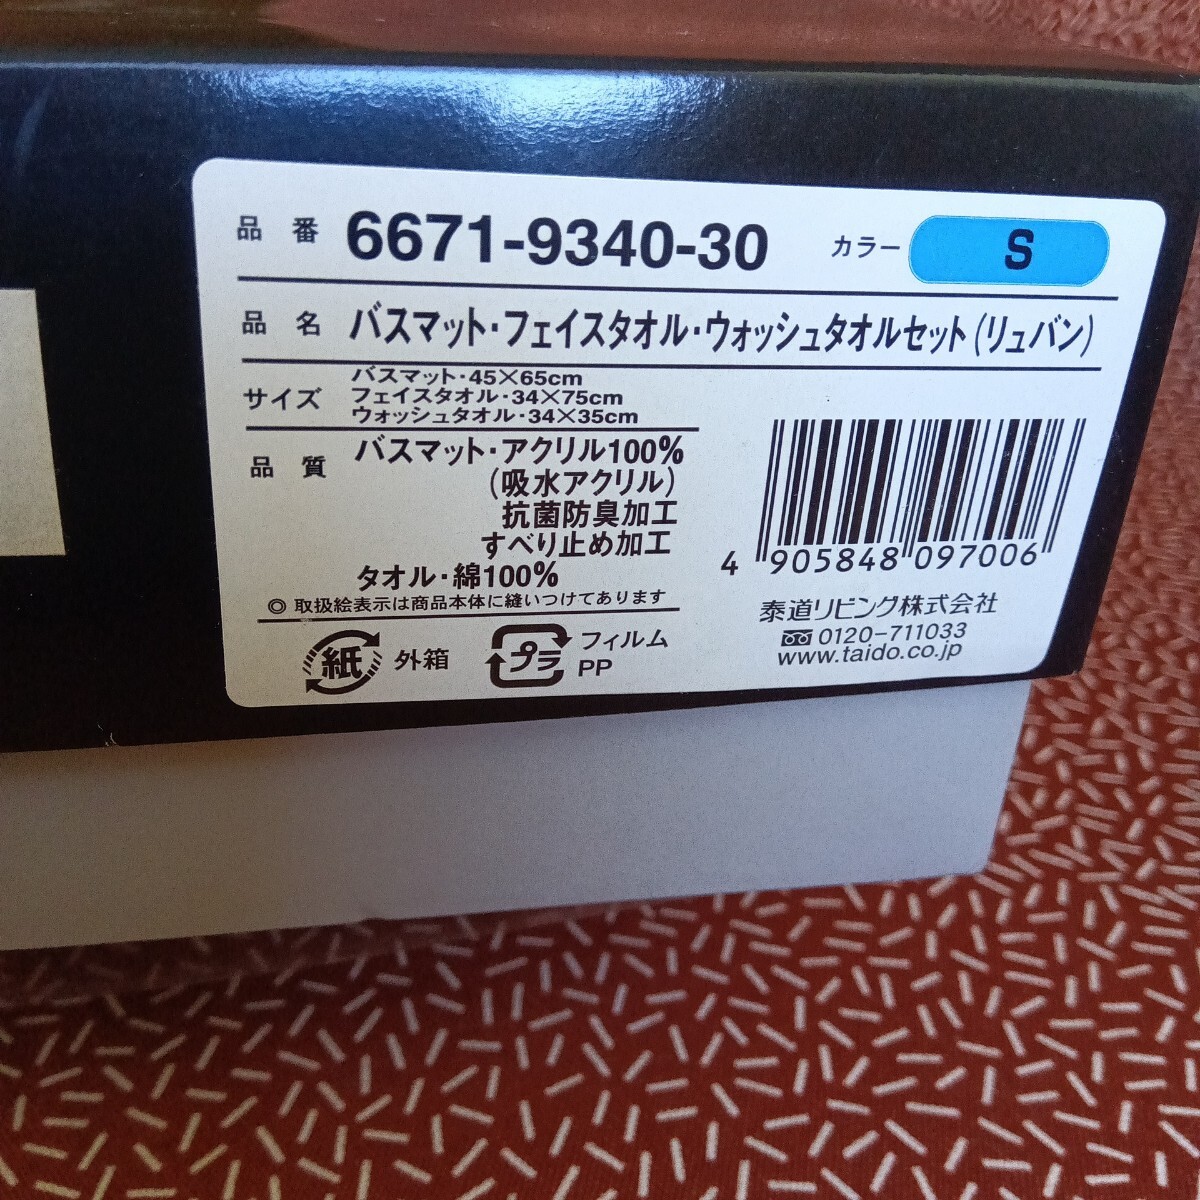 品番 6671-9340-30 カラー S
品名 バスマット・フェイスタオル・ウォッシュタオルセット(リュバン)
サイズ バスマット・45×65cm
フェイスタオル・34×75cm
ウォッシュタオル・34×35cm
品質 バスマット・アクリル100%
(吸水アクリル)
抗菌防臭加工
すべり止め加工
タオル・綿100%
◎ 取扱絵表示は商品本体に縫いつけてあります
紙 外箱
プラ フィルム
PP
4 905848 097006
泰道リビング株式会社
0120-711033
www.taido.co.jp